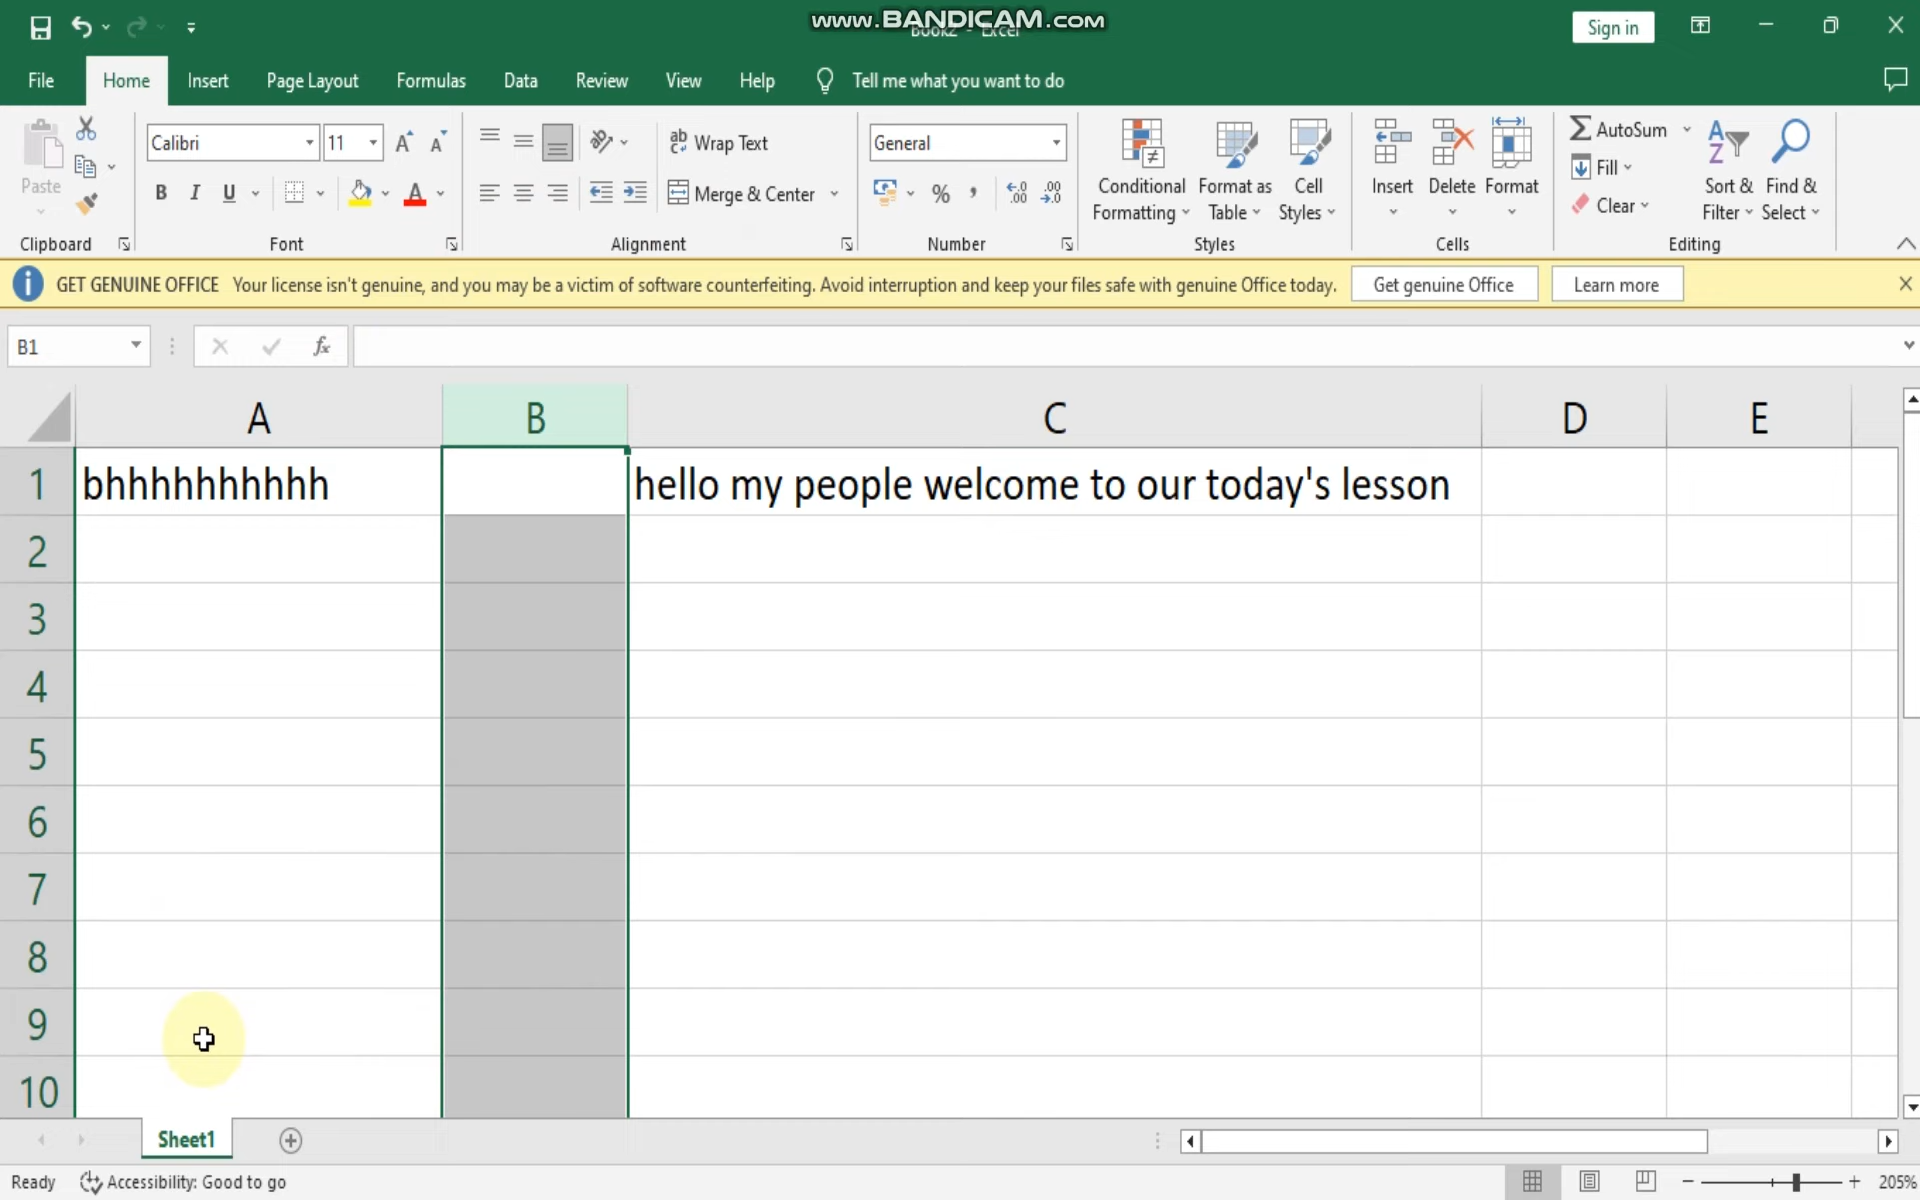 www.BANDICAM.com
Book2 - Excel
Sign in
File Home Insert Page Layout Formulas Data Review View Help Tell me what you want to do
Paste
Calibri 11
B I U A
ab Wrap Text
Merge & Center
General
% ,
Conditional Formatting
Format as Table
Cell Styles
Insert Delete Format
AutoSum
Fill
Clear
Sort & Filter
Find & Select
Clipboard Font Alignment Number Styles Cells Editing
GET GENUINE OFFICE Your license isn't genuine, and you may be a victim of software counterfeiting. Avoid interruption and keep your files safe with genuine Office today. Get genuine Office Learn more
B1 fx
A B C D E
1 bhhhhhhhhhh hello my people welcome to our today's lesson
2
3
4
5
6
7
8
9
10
Sheet1
Ready Accessibility: Good to go 205%